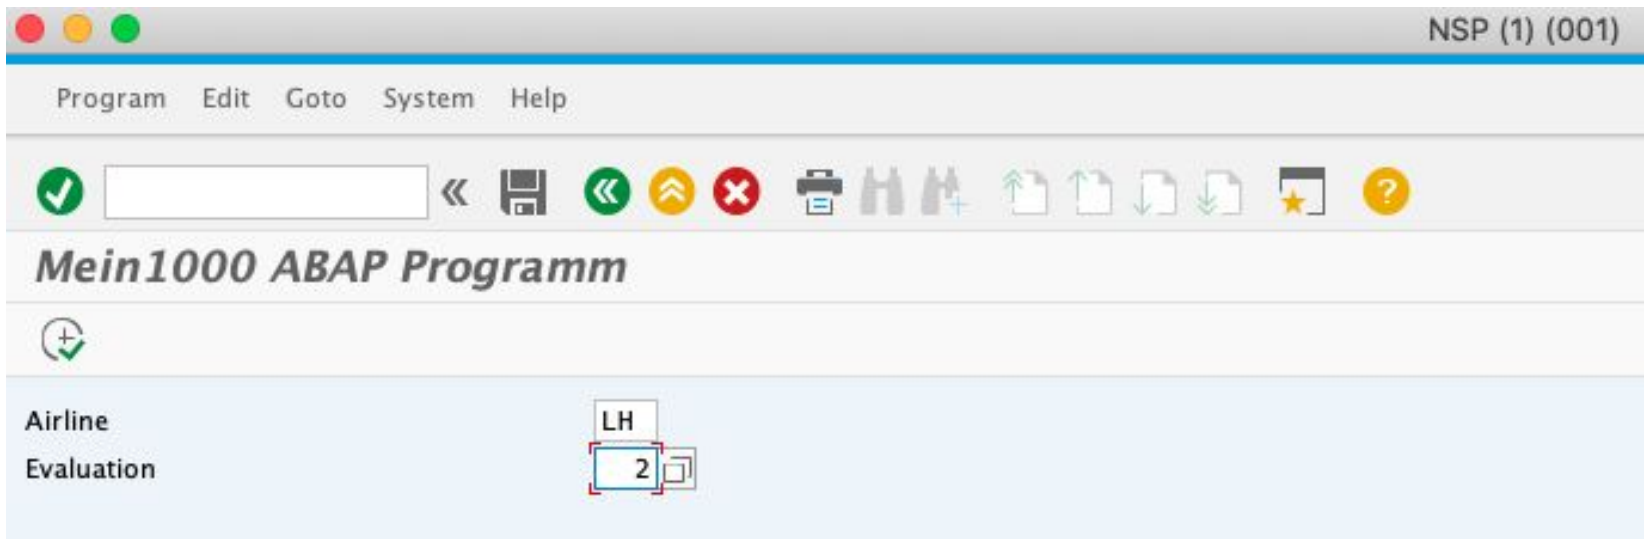 NSP (1) (001)
Program Edit Goto System Help
Mein1000 ABAP Programm
Airline LH
Evaluation 2